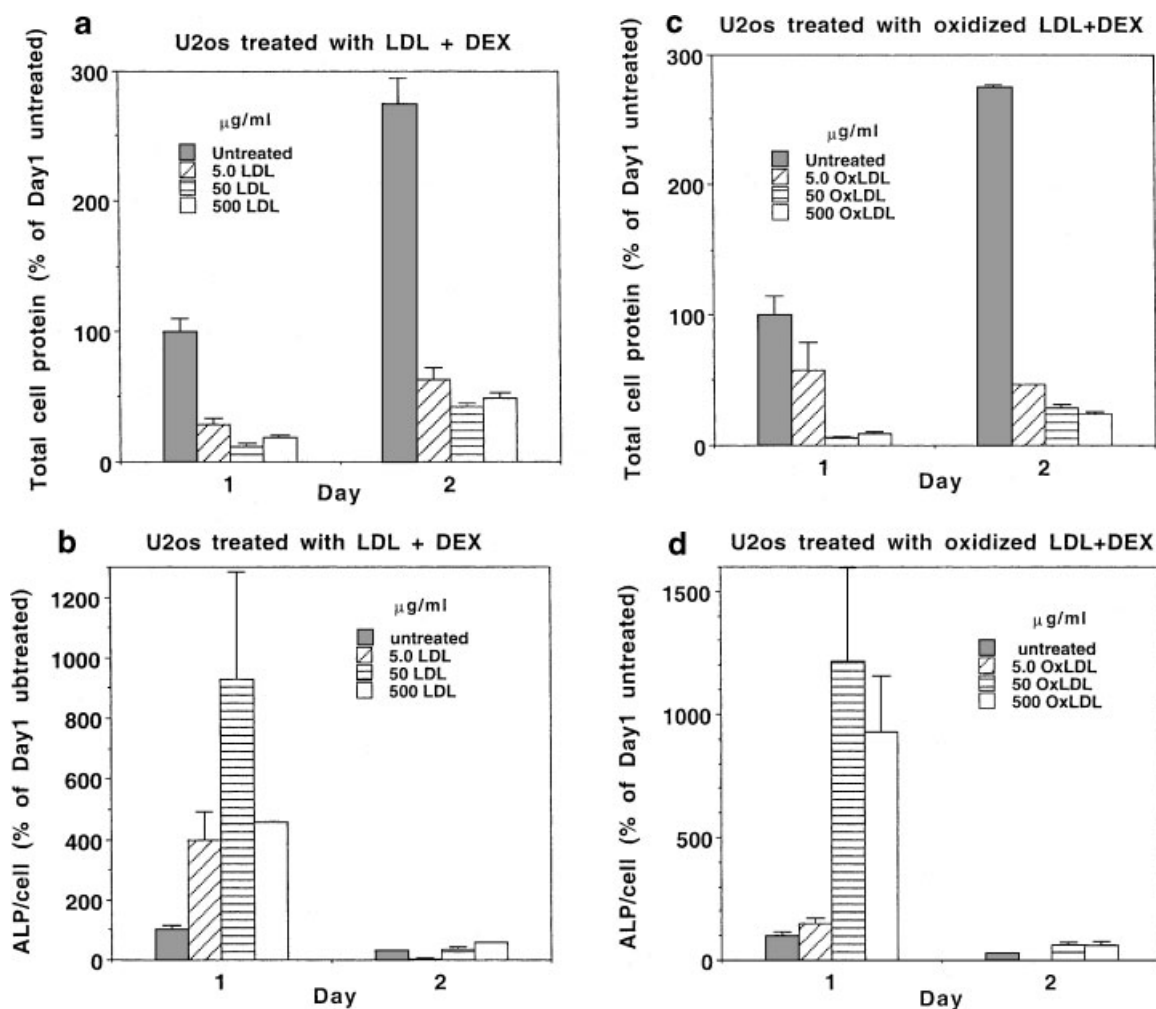 a
U2os treated with LDL + DEX
Total cell protein (% of Day1 untreated)
300
200
100
0
μg/ml
Untreated
5.0 LDL
50 LDL
500 LDL
1
2
Day
c
U2os treated with oxidized LDL+DEX
Total cell protein (% of Day1 untreated)
300
200
100
0
μg/ml
Untreated
5.0 OxLDL
50 OxLDL
500 OxLDL
1
2
Day
b
U2os treated with LDL + DEX
ALP/cell (% of Day1 ubtreated)
1200
1000
800
600
400
200
0
μg/ml
untreated
5.0 LDL
50 LDL
500 LDL
1
2
Day
d
U2os treated with oxidized LDL+DEX
ALP/cell (% of Day1 untreated)
1500
1000
500
0
μg/ml
untreated
5.0 OxLDL
50 OxLDL
500 OxLDL
1
2
Day